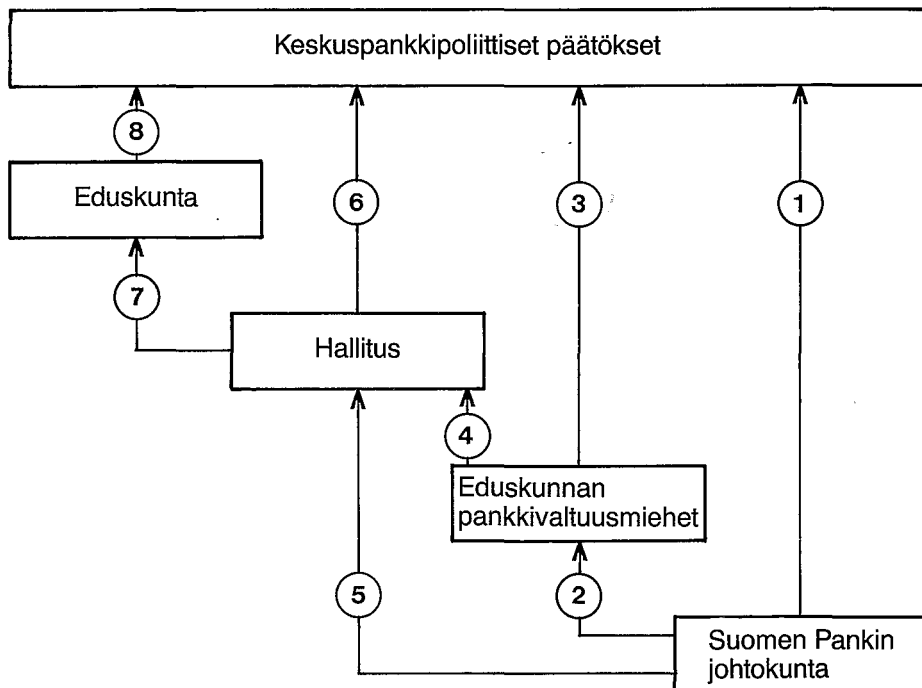 Keskuspankkipoliittiset päätökset
8
Eduskunta
6
3
1
7
Hallitus
4
Eduskunnan
pankkivaltuusmiehet
5
2
Suomen Pankin
johtokunta